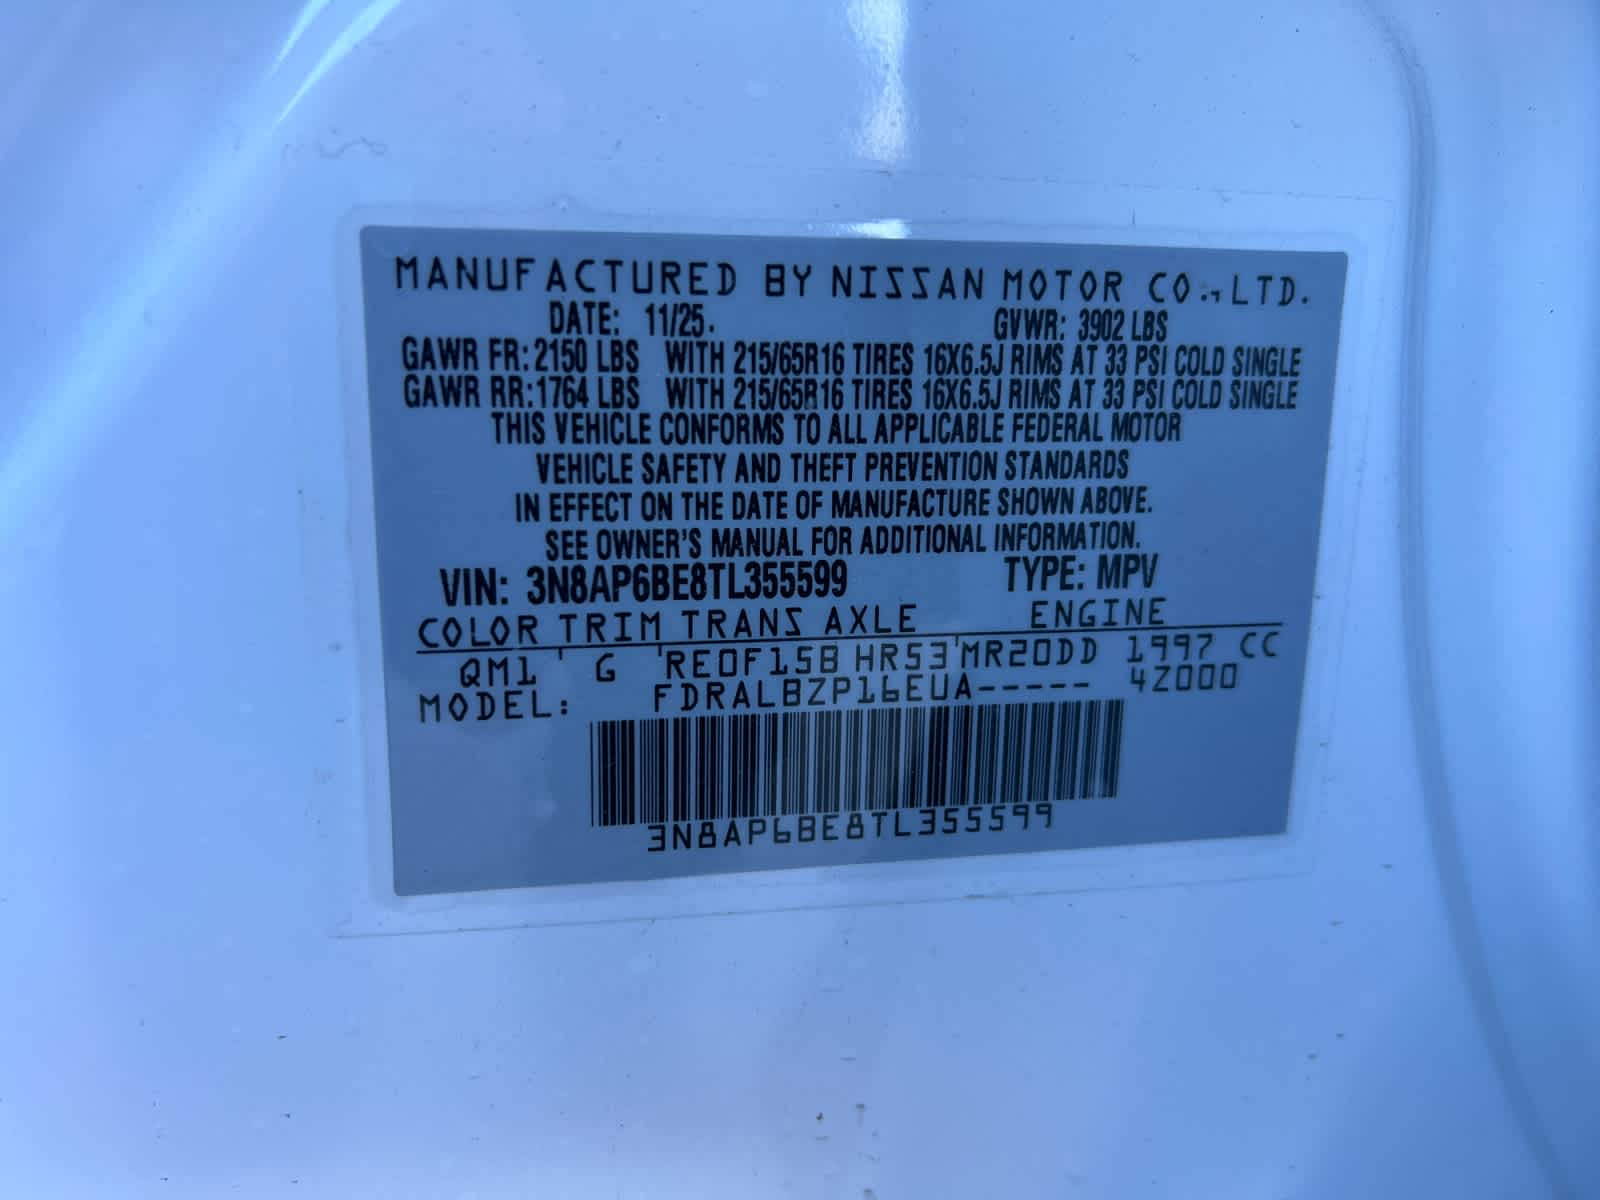 MANUFACTURED BY NISSAN MOTOR CO.,LTD.
DATE: 11/25. GVWR: 3902 LBS
GAWR FR: 2150 LBS WITH 215/65R16 TIRES 16X6.5J RIMS AT 33 PSI COLD SINGLE
GAWR RR: 1764 LBS WITH 215/65R16 TIRES 16X6.5J RIMS AT 33 PSI COLD SINGLE
THIS VEHICLE CONFORMS TO ALL APPLICABLE FEDERAL MOTOR
VEHICLE SAFETY AND THEFT PREVENTION STANDARDS
IN EFFECT ON THE DATE OF MANUFACTURE SHOWN ABOVE.
SEE OWNER'S MANUAL FOR ADDITIONAL INFORMATION.
VIN: 3N8AP6BE8TL355599 TYPE: MPV
COLOR TRIM TRANS AXLE ENGINE
QM1 G RE0F15B HR53 MR20DD 1997 CC
MODEL: FDRALBZP16EUA----- 4Z000
3N8AP6BE8TL355599